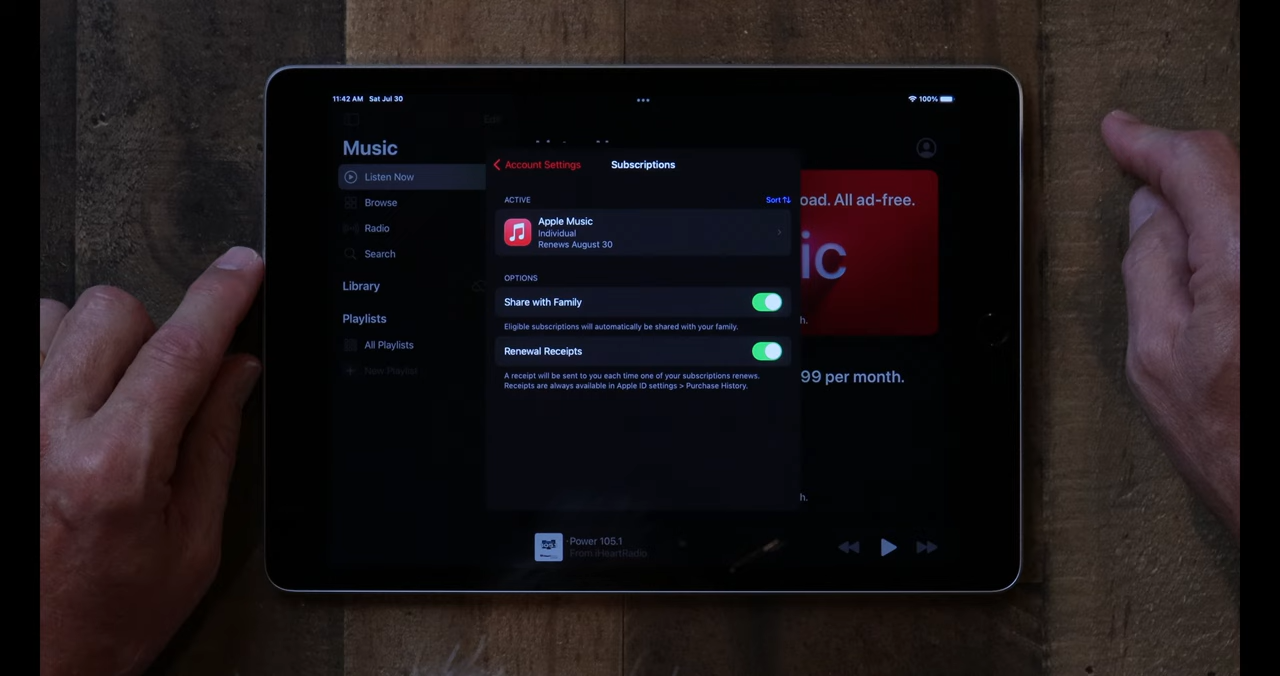 11:42 AM Sat Jul 30
100%
Edit
Music
Listen Now
Browse
Radio
Search
Library
Playlists
All Playlists
New Playlist
Account Settings
Subscriptions
ACTIVE
Sort
Apple Music
Individual
Renews August 30
OPTIONS
Share with Family
Eligible subscriptions will automatically be shared with your family.
Renewal Receipts
A receipt will be sent to you each time one of your subscriptions renews.
Receipts are always available in Apple ID settings > Purchase History.
oad. All ad-free.
ic
h.
99 per month.
h.
Power 105.1
From iHeartRadio